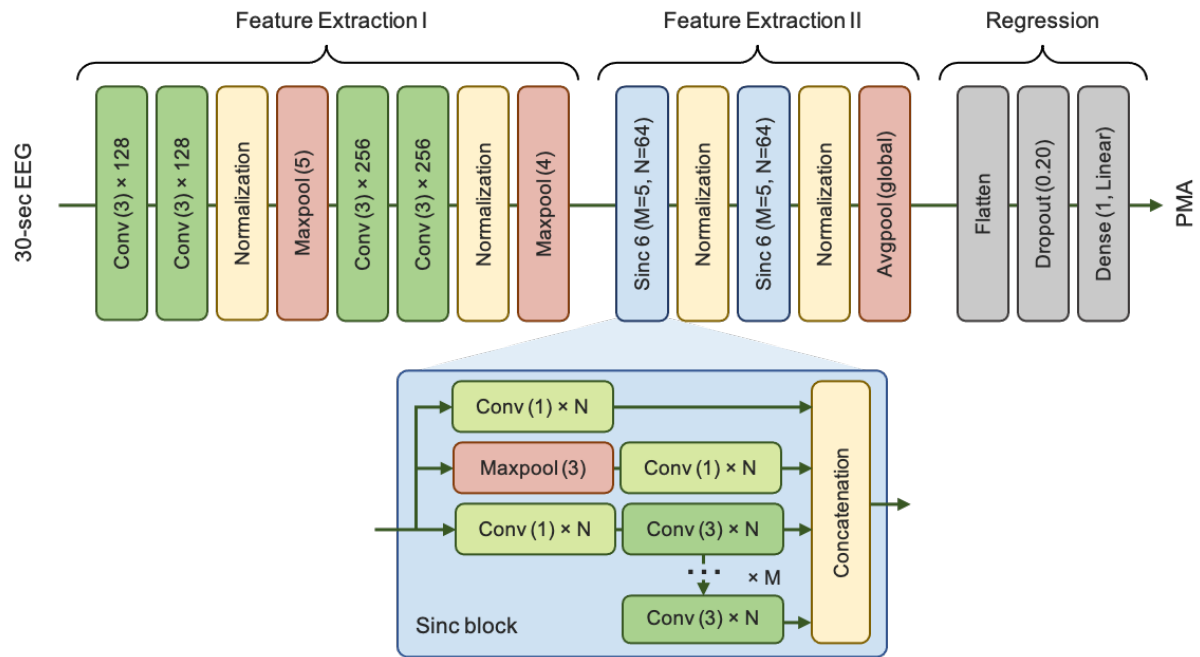 Feature Extraction I
Feature Extraction II
Regression
30-sec EEG
Conv (3) × 128
Conv (3) × 128
Normalization
Maxpool (5)
Conv (3) × 256
Conv (3) × 256
Normalization
Maxpool (4)
Sinc 6 (M=5, N=64)
Normalization
Sinc 6 (M=5, N=64)
Normalization
Avgpool (global)
Flatten
Dropout (0.20)
Dense (1, Linear)
PMA
Conv (1) × N
Maxpool (3)
Conv (1) × N
Conv (1) × N
Conv (3) × N
... × M
Conv (3) × N
Concatenation
Sinc block